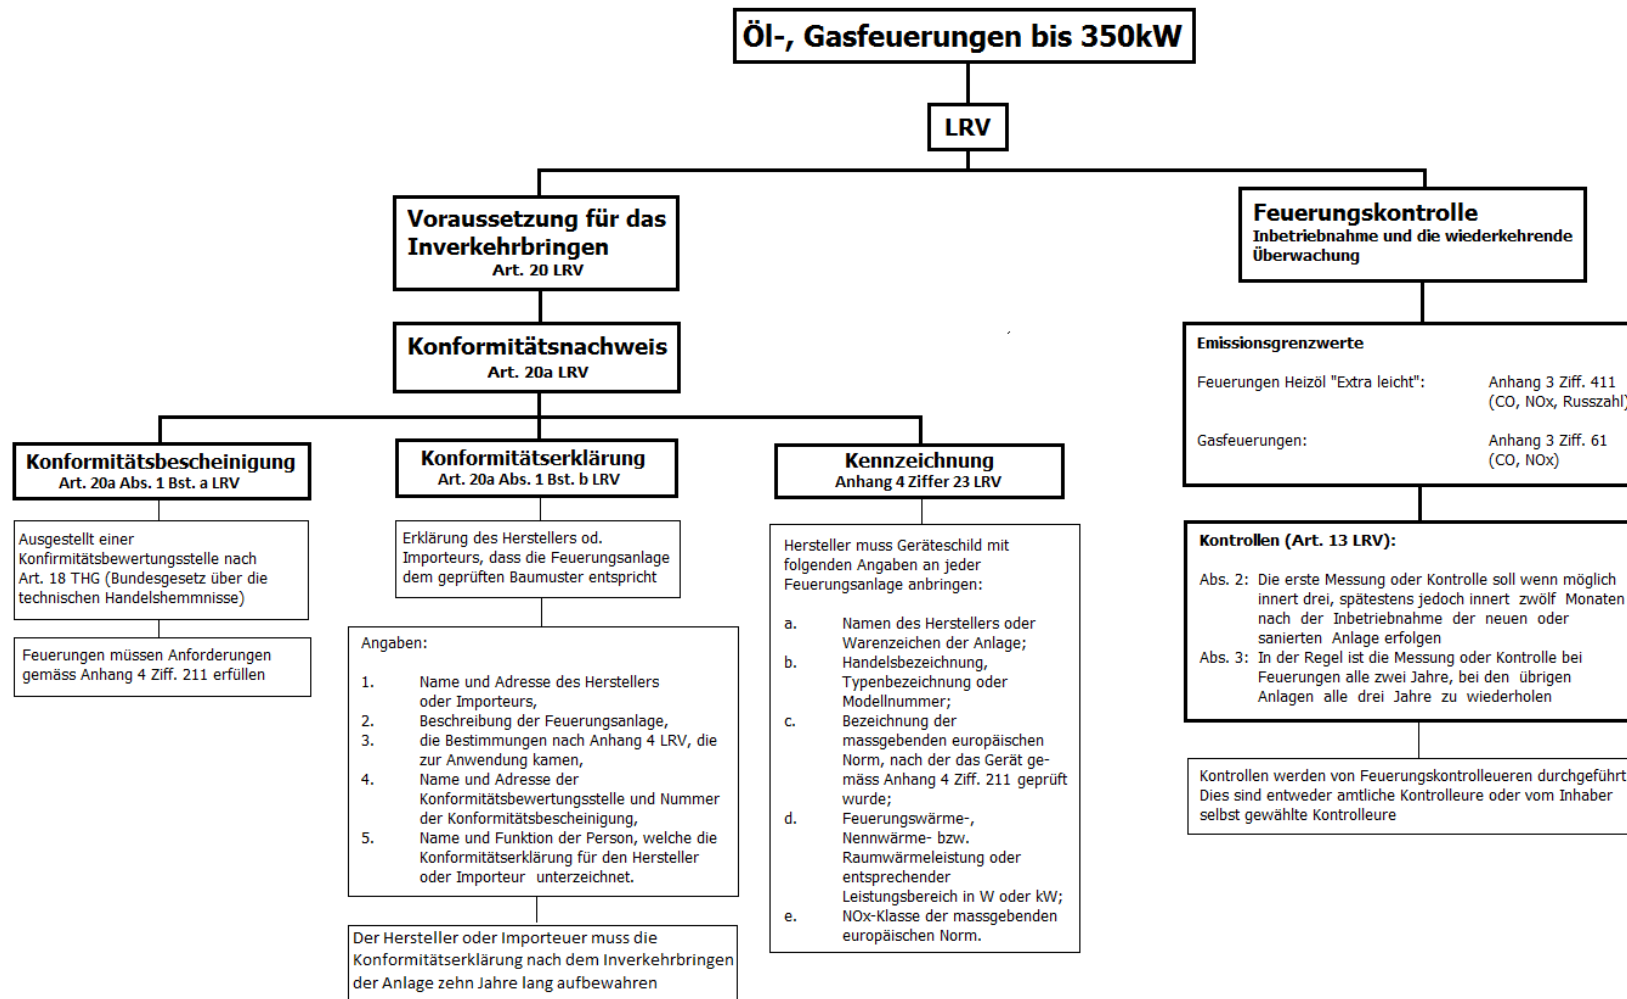 Öl-, Gasfeuerungen bis 350kW
LRV
Voraussetzung für das
Inverkehrbringen
Art. 20 LRV
Konformitätsnachweis
Art. 20a LRV
Konformitätsbescheinigung
Art. 20a Abs. 1 Bst. a LRV
Ausgestellt einer
Konfirmitätsbewertungsstelle nach
Art. 18 THG (Bundesgesetz über die
technischen Handelshemmnisse)
Feuerungen müssen Anforderungen
gemäss Anhang 4 Ziff. 211 erfüllen
Konformitätserklärung
Art. 20a Abs. 1 Bst. b LRV
Erklärung des Herstellers od.
Importeurs, dass die Feuerungsanlage
dem geprüften Baumuster entspricht
Angaben:
1. Name und Adresse des Herstellers
oder Importeurs,
2. Beschreibung der Feuerungsanlage,
3. die Bestimmungen nach Anhang 4 LRV, die
zur Anwendung kamen,
4. Name und Adresse der
Konformitätsbewertungsstelle und Nummer
der Konformitätsbescheinigung,
5. Name und Funktion der Person, welche die
Konformitätserklärung für den Hersteller
oder Importeur unterzeichnet.
Der Hersteller oder Importeuer muss die
Konformitätserklärung nach dem Inverkehrbringen
der Anlage zehn Jahre lang aufbewahren
Kennzeichnung
Anhang 4 Ziffer 23 LRV
Hersteller muss Geräteschild mit
folgenden Angaben an jeder
Feuerungsanlage anbringen:
a. Namen des Herstellers oder
Warenzeichen der Anlage;
b. Handelsbezeichnung,
Typenbezeichnung oder
Modellnummer;
c. Bezeichnung der
massgebenden europäischen
Norm, nach der das Gerät ge-
mäss Anhang 4 Ziff. 211 geprüft
wurde;
d. Feuerungswärme-,
Nennwärme- bzw.
Raumwärmeleistung oder
entsprechender
Leistungsbereich in W oder kW;
e. NOx-Klasse der massgebenden
europäischen Norm.
Feuerungskontrolle
Inbetriebnahme und die wiederkehrende
Überwachung
Emissionsgrenzwerte
Feuerungen Heizöl "Extra leicht": Anhang 3 Ziff. 411
(CO, NOx, Russzahl)
Gasfeuerungen: Anhang 3 Ziff. 61
(CO, NOx)
Kontrollen (Art. 13 LRV):
Abs. 2: Die erste Messung oder Kontrolle soll wenn möglich
innert drei, spätestens jedoch innert zwölf Monaten
nach der Inbetriebnahme der neuen oder
sanierten Anlage erfolgen
Abs. 3: In der Regel ist die Messung oder Kontrolle bei
Feuerungen alle zwei Jahre, bei den übrigen
Anlagen alle drei Jahre zu wiederholen
Kontrollen werden von Feuerungskontrolleueren durchgeführt
Dies sind entweder amtliche Kontrolleure oder vom Inhaber
selbst gewählte Kontrolleure